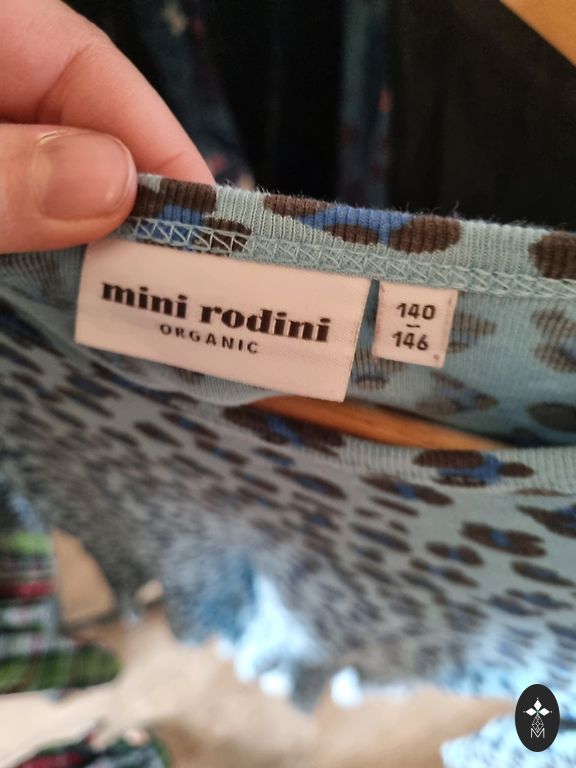 mini rodini
ORGANIC
140
–
146
M